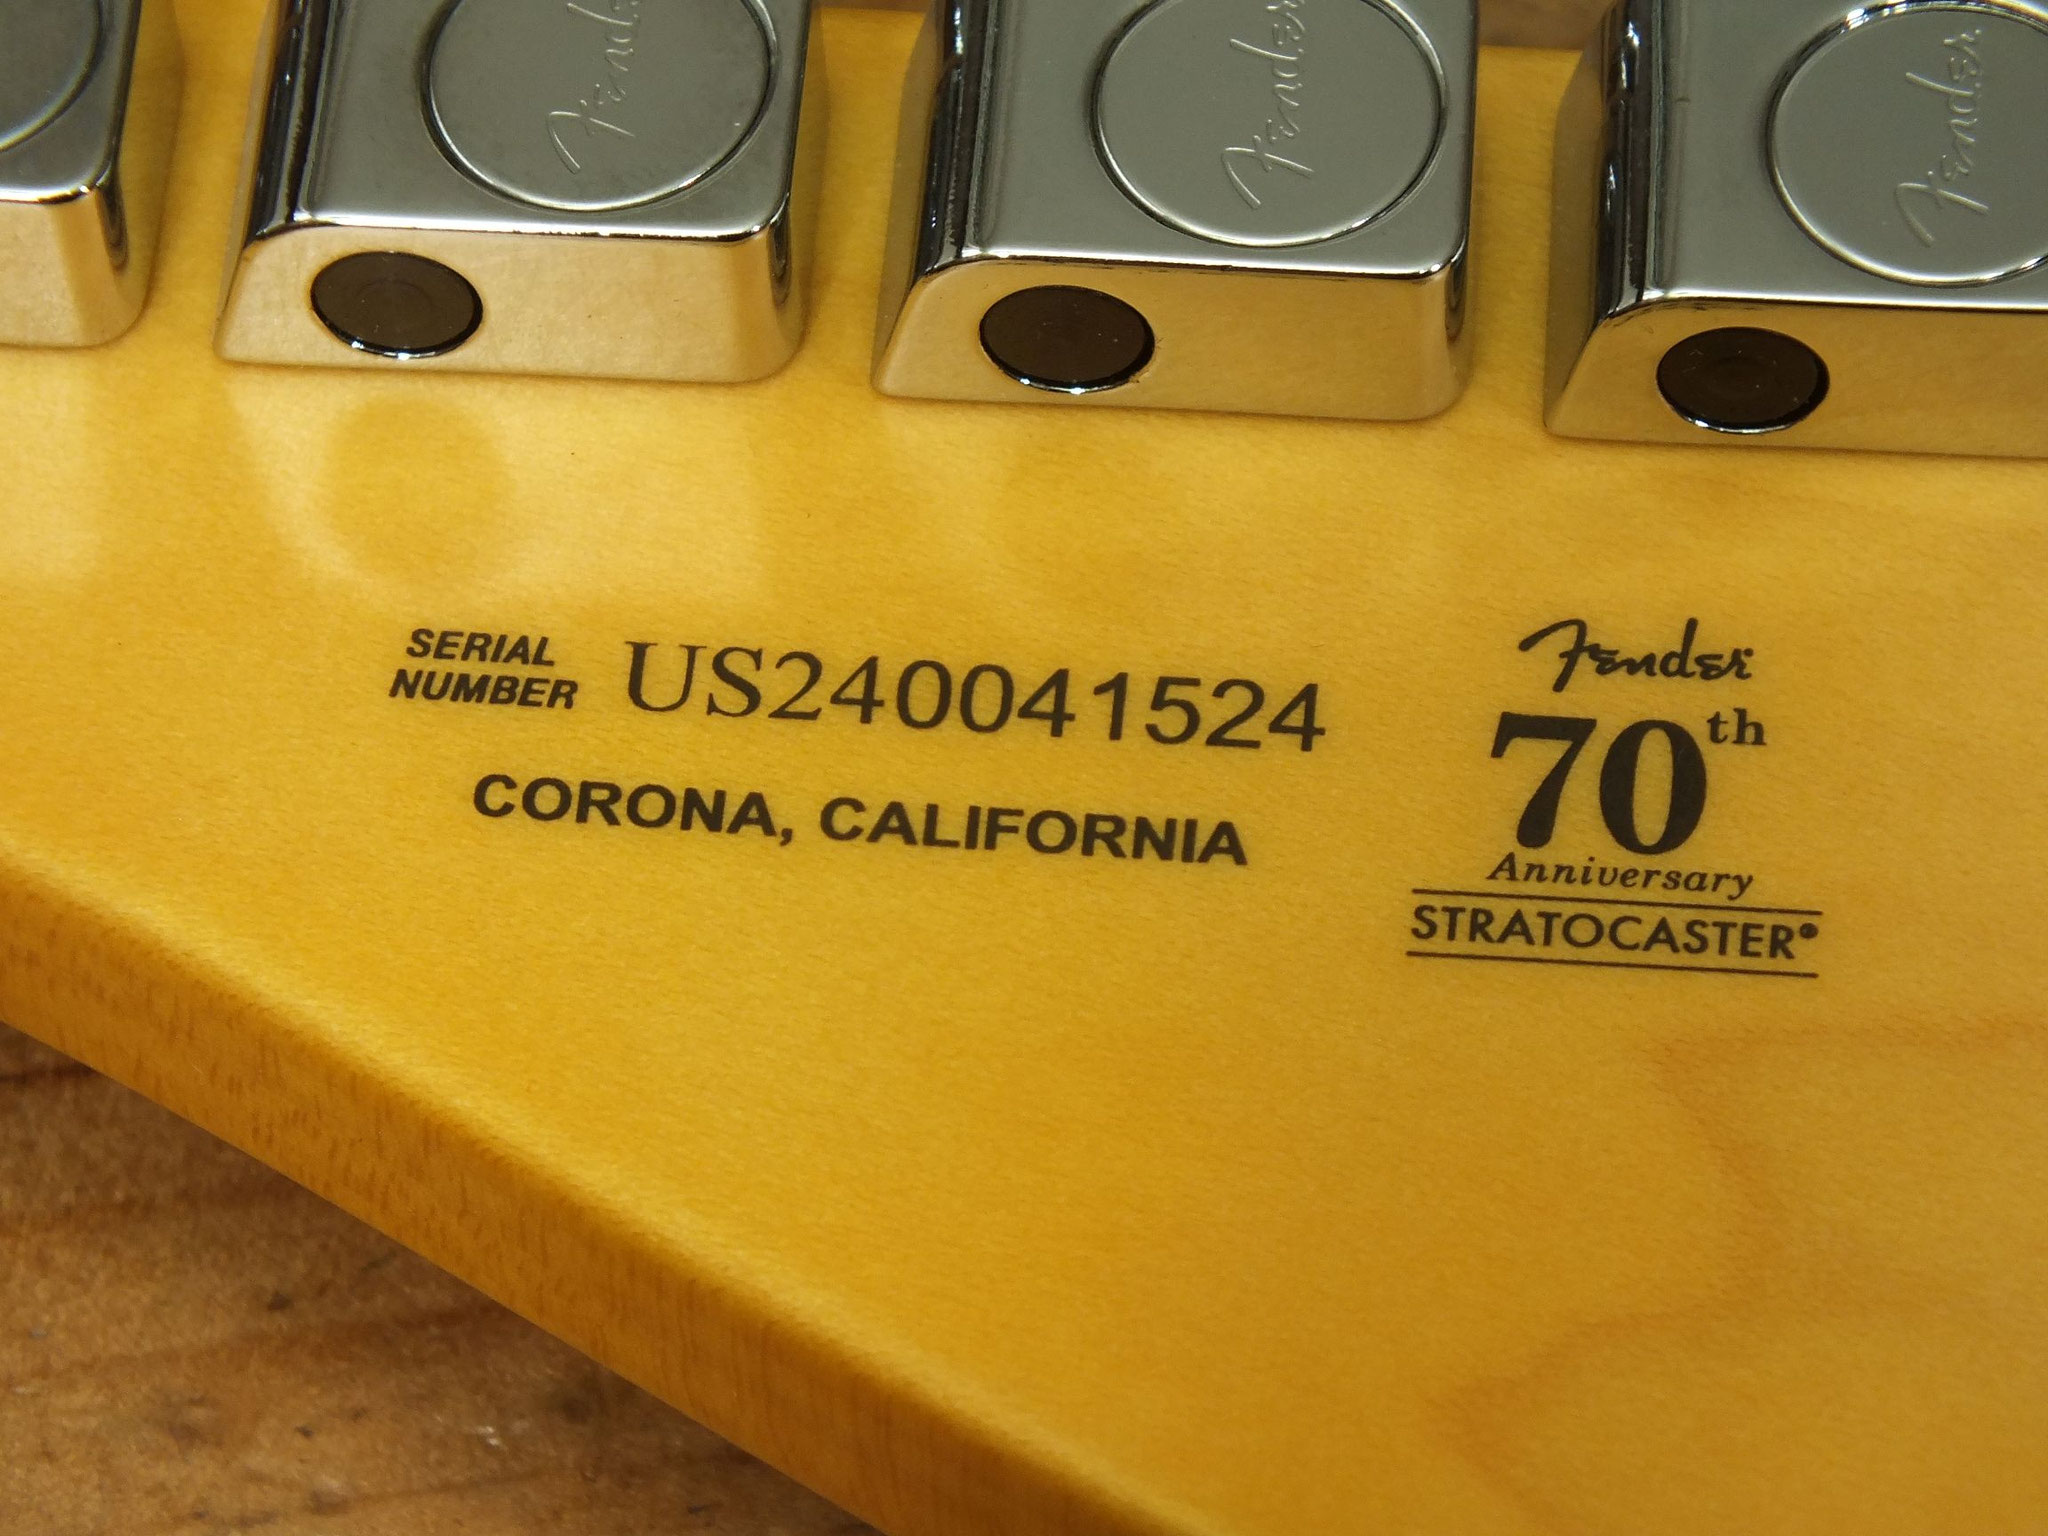 Fender
Fender
Fender
SERIAL
NUMBER
US240041524
CORONA, CALIFORNIA
Fender
70th
Anniversary
STRATOCASTER®